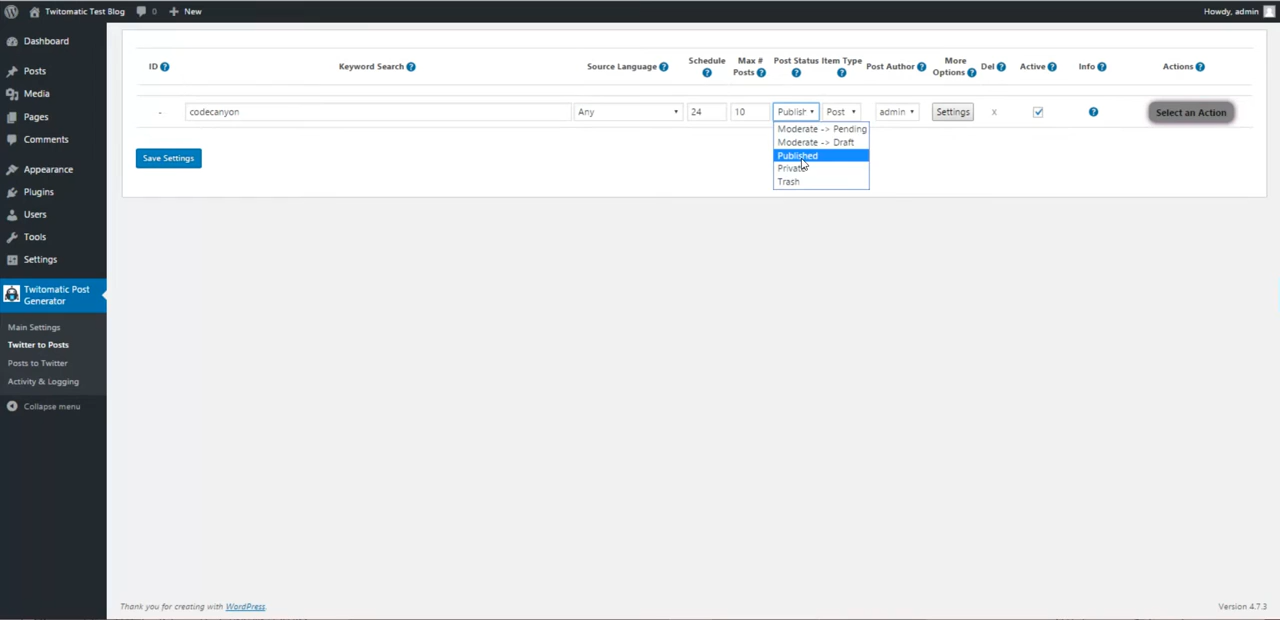 Twitomatic Test Blog 0 New Howdy, admin
Dashboard
Posts
Media
Pages
Comments
Appearance
Plugins
Users
Tools
Settings
Twitomatic Post
Generator
Main Settings
Twitter to Posts
Posts to Twitter
Activity & Logging
Collapse menu
ID ? Keyword Search ? Source Language ? Schedule ? Max # Posts ? Post Status ? Item Type ? Post Author ? More Options ? Del ? Active ? Info ? Actions ?
- codecanyon Any 24 10 Publish Post admin Settings X ? Select an Action
Moderate -> Pending
Moderate -> Draft
Published
Private
Trash
Save Settings
Thank you for creating with WordPress. Version 4.7.3